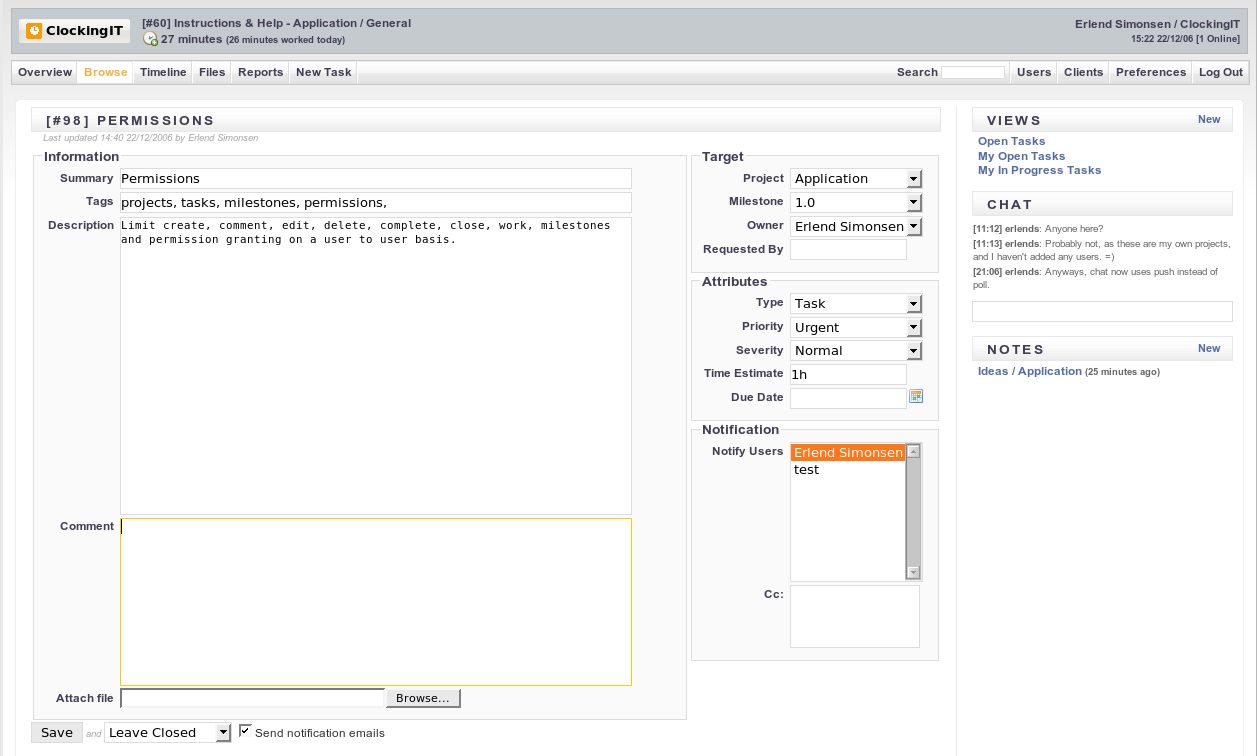 ClockingIT
[#60] Instructions & Help - Application / General
27 minutes (26 minutes worked today)
Erlend Simonsen / ClockingIT
15:22 22/12/06 [1 Online]
Overview Browse Timeline Files Reports New Task Search Users Clients Preferences Log Out
[#98] PERMISSIONS
Last updated 14:40 22/12/2006 by Erlend Simonsen
Information
Summary Permissions
Tags projects, tasks, milestones, permissions,
Description Limit create, comment, edit, delete, complete, close, work, milestones
and permission granting on a user to user basis.
Comment
Attach file Browse...
Save and Leave Closed Send notification emails
Target
Project Application
Milestone 1.0
Owner Erlend Simonsen
Requested By
Attributes
Type Task
Priority Urgent
Severity Normal
Time Estimate 1h
Due Date
Notification
Notify Users Erlend Simonsen
test
Cc:
VIEWS New
Open Tasks
My Open Tasks
My In Progress Tasks
CHAT
[11:12] erlends: Anyone here?
[11:13] erlends: Probably not, as these are my own projects,
and I haven't added any users. =)
[21:06] erlends: Anyways, chat now uses push instead of
poll.
NOTES New
Ideas / Application (25 minutes ago)